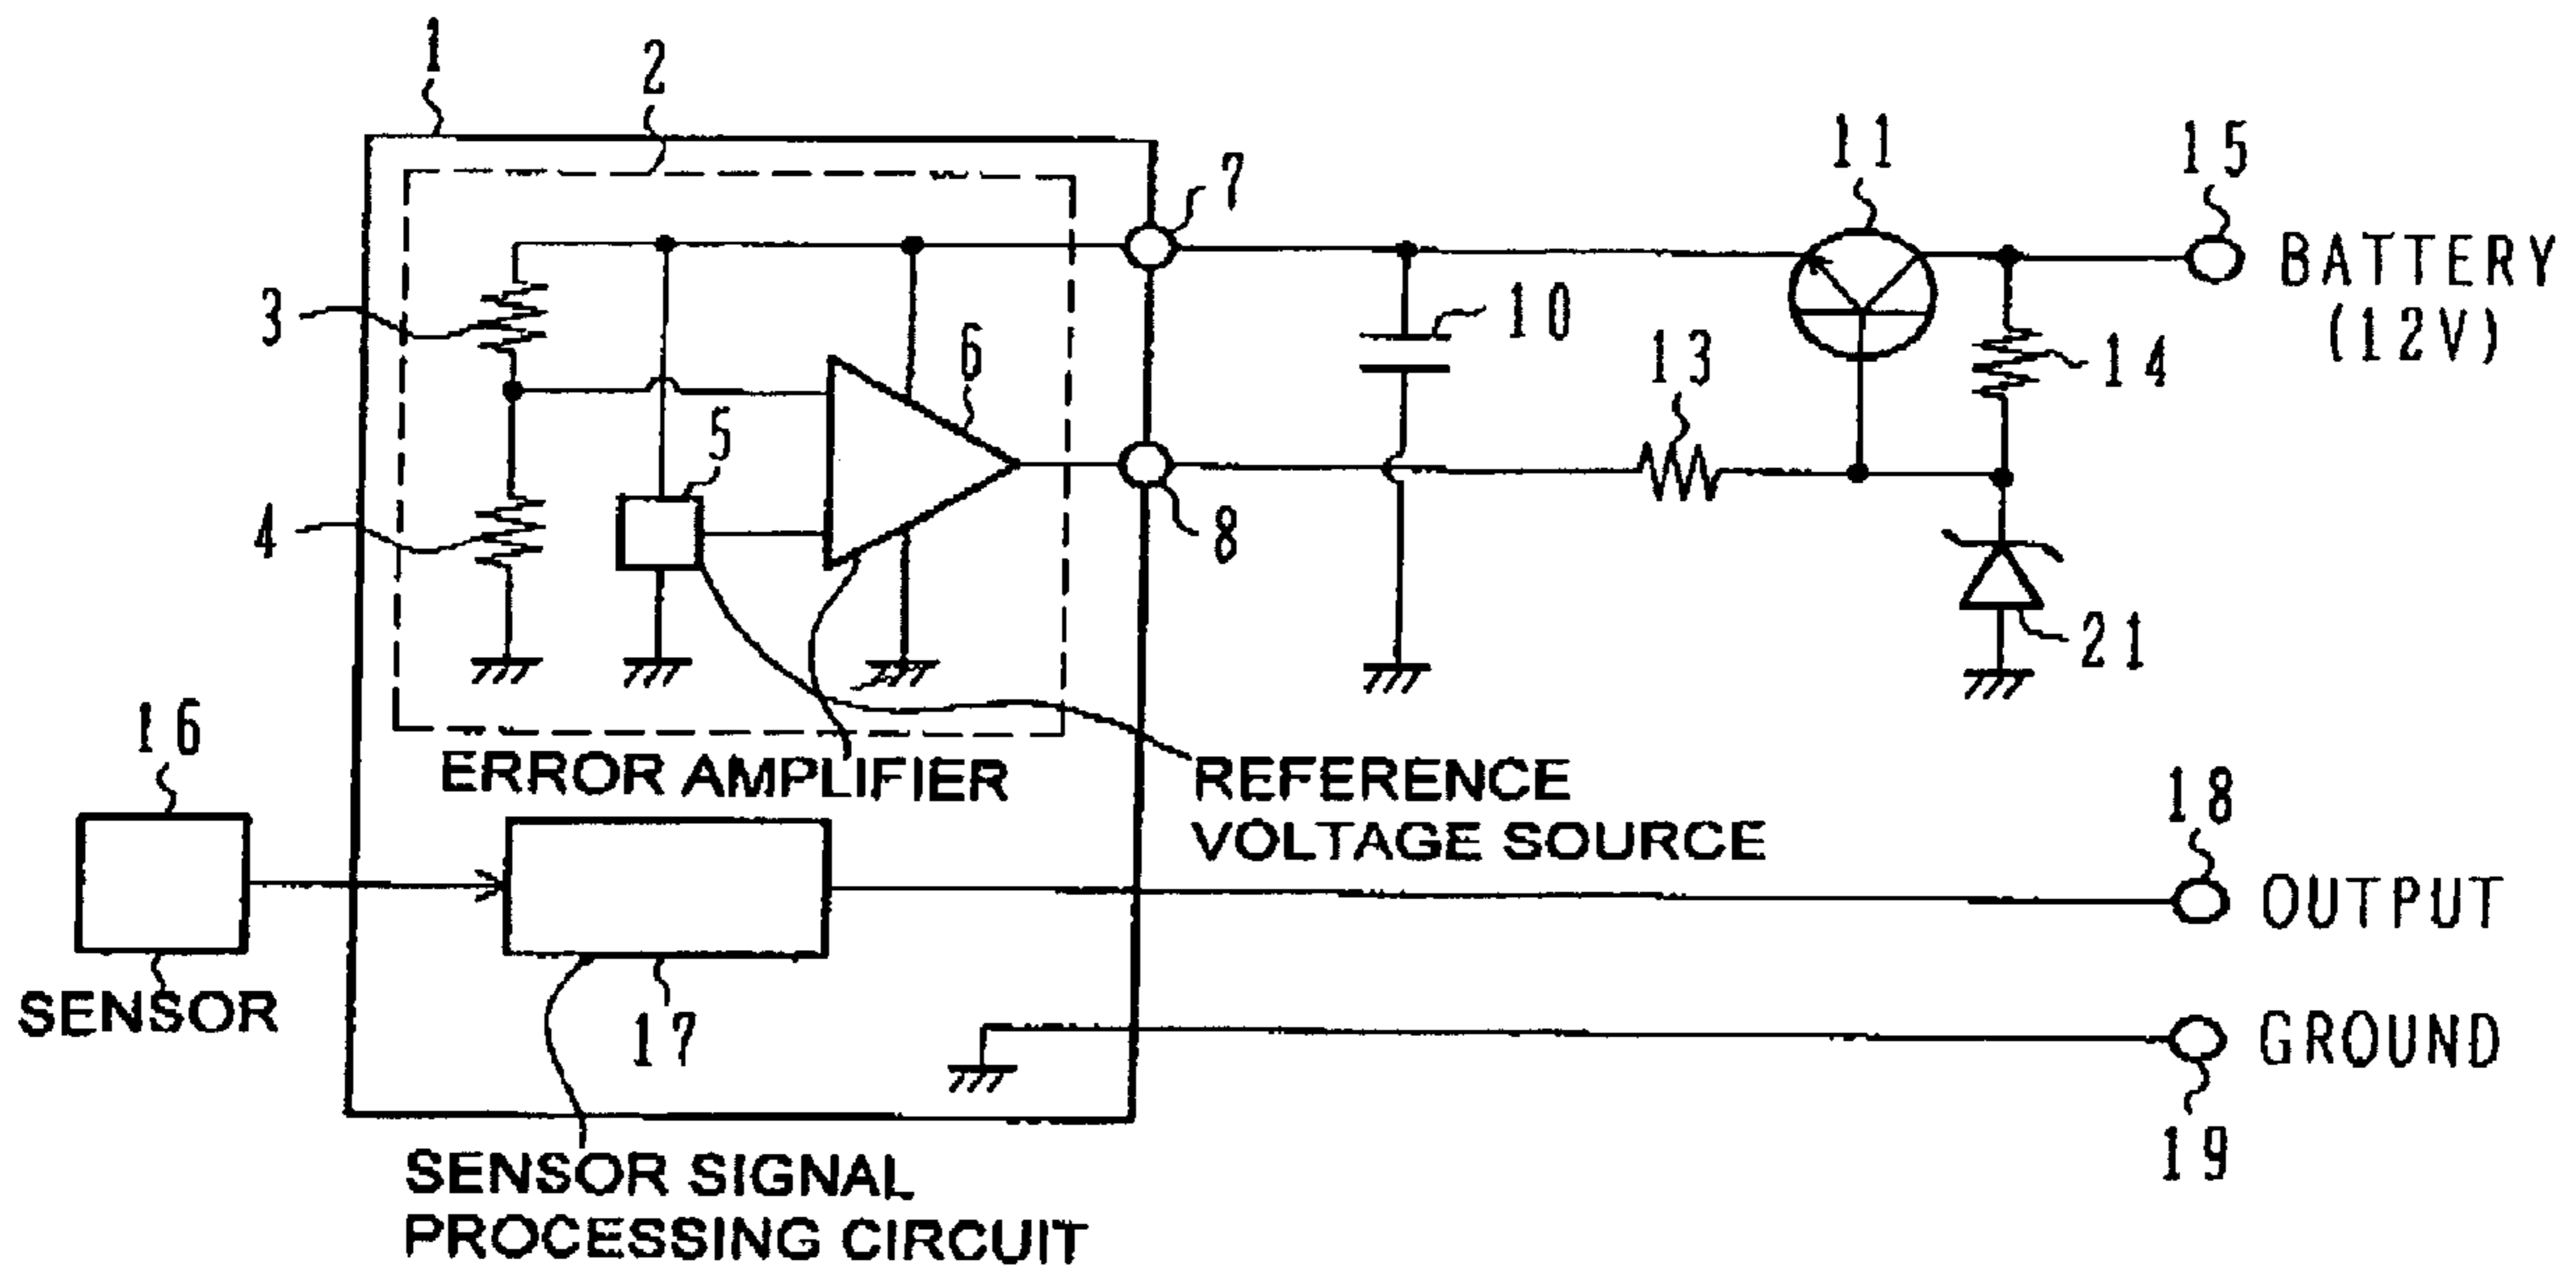 1
2
7
11
15
BATTERY
(12V)
3
6
10
13
14
5
4
8
21
16
ERROR AMPLIFIER
REFERENCE
VOLTAGE SOURCE
18
OUTPUT
SENSOR
17
GROUND
19
SENSOR SIGNAL
PROCESSING CIRCUIT